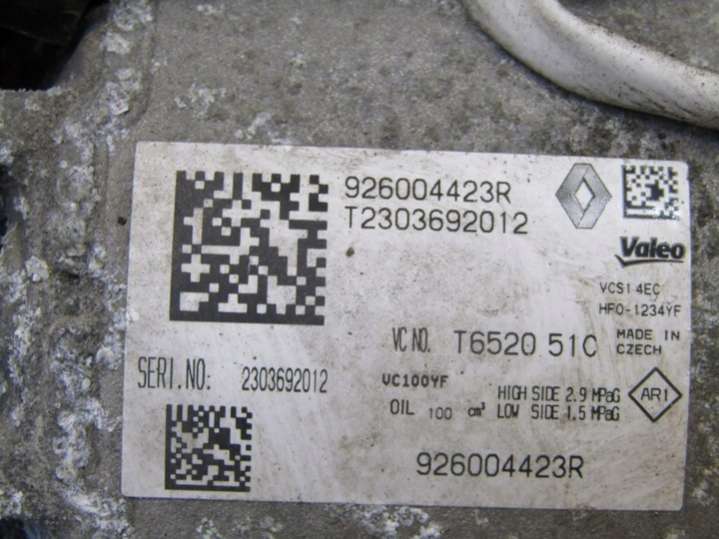 926004423R
T2303692012
Valeo
VCS14EC
HFO-1234YF
MADE IN
CZECH
VC NO. T6520 51C
SERI.NO: 2303692012
VC100YF
OIL 100 cm³
HIGH SIDE 2.9 MPaG
LOW SIDE 1.5 MPaG
AR1
926004423R